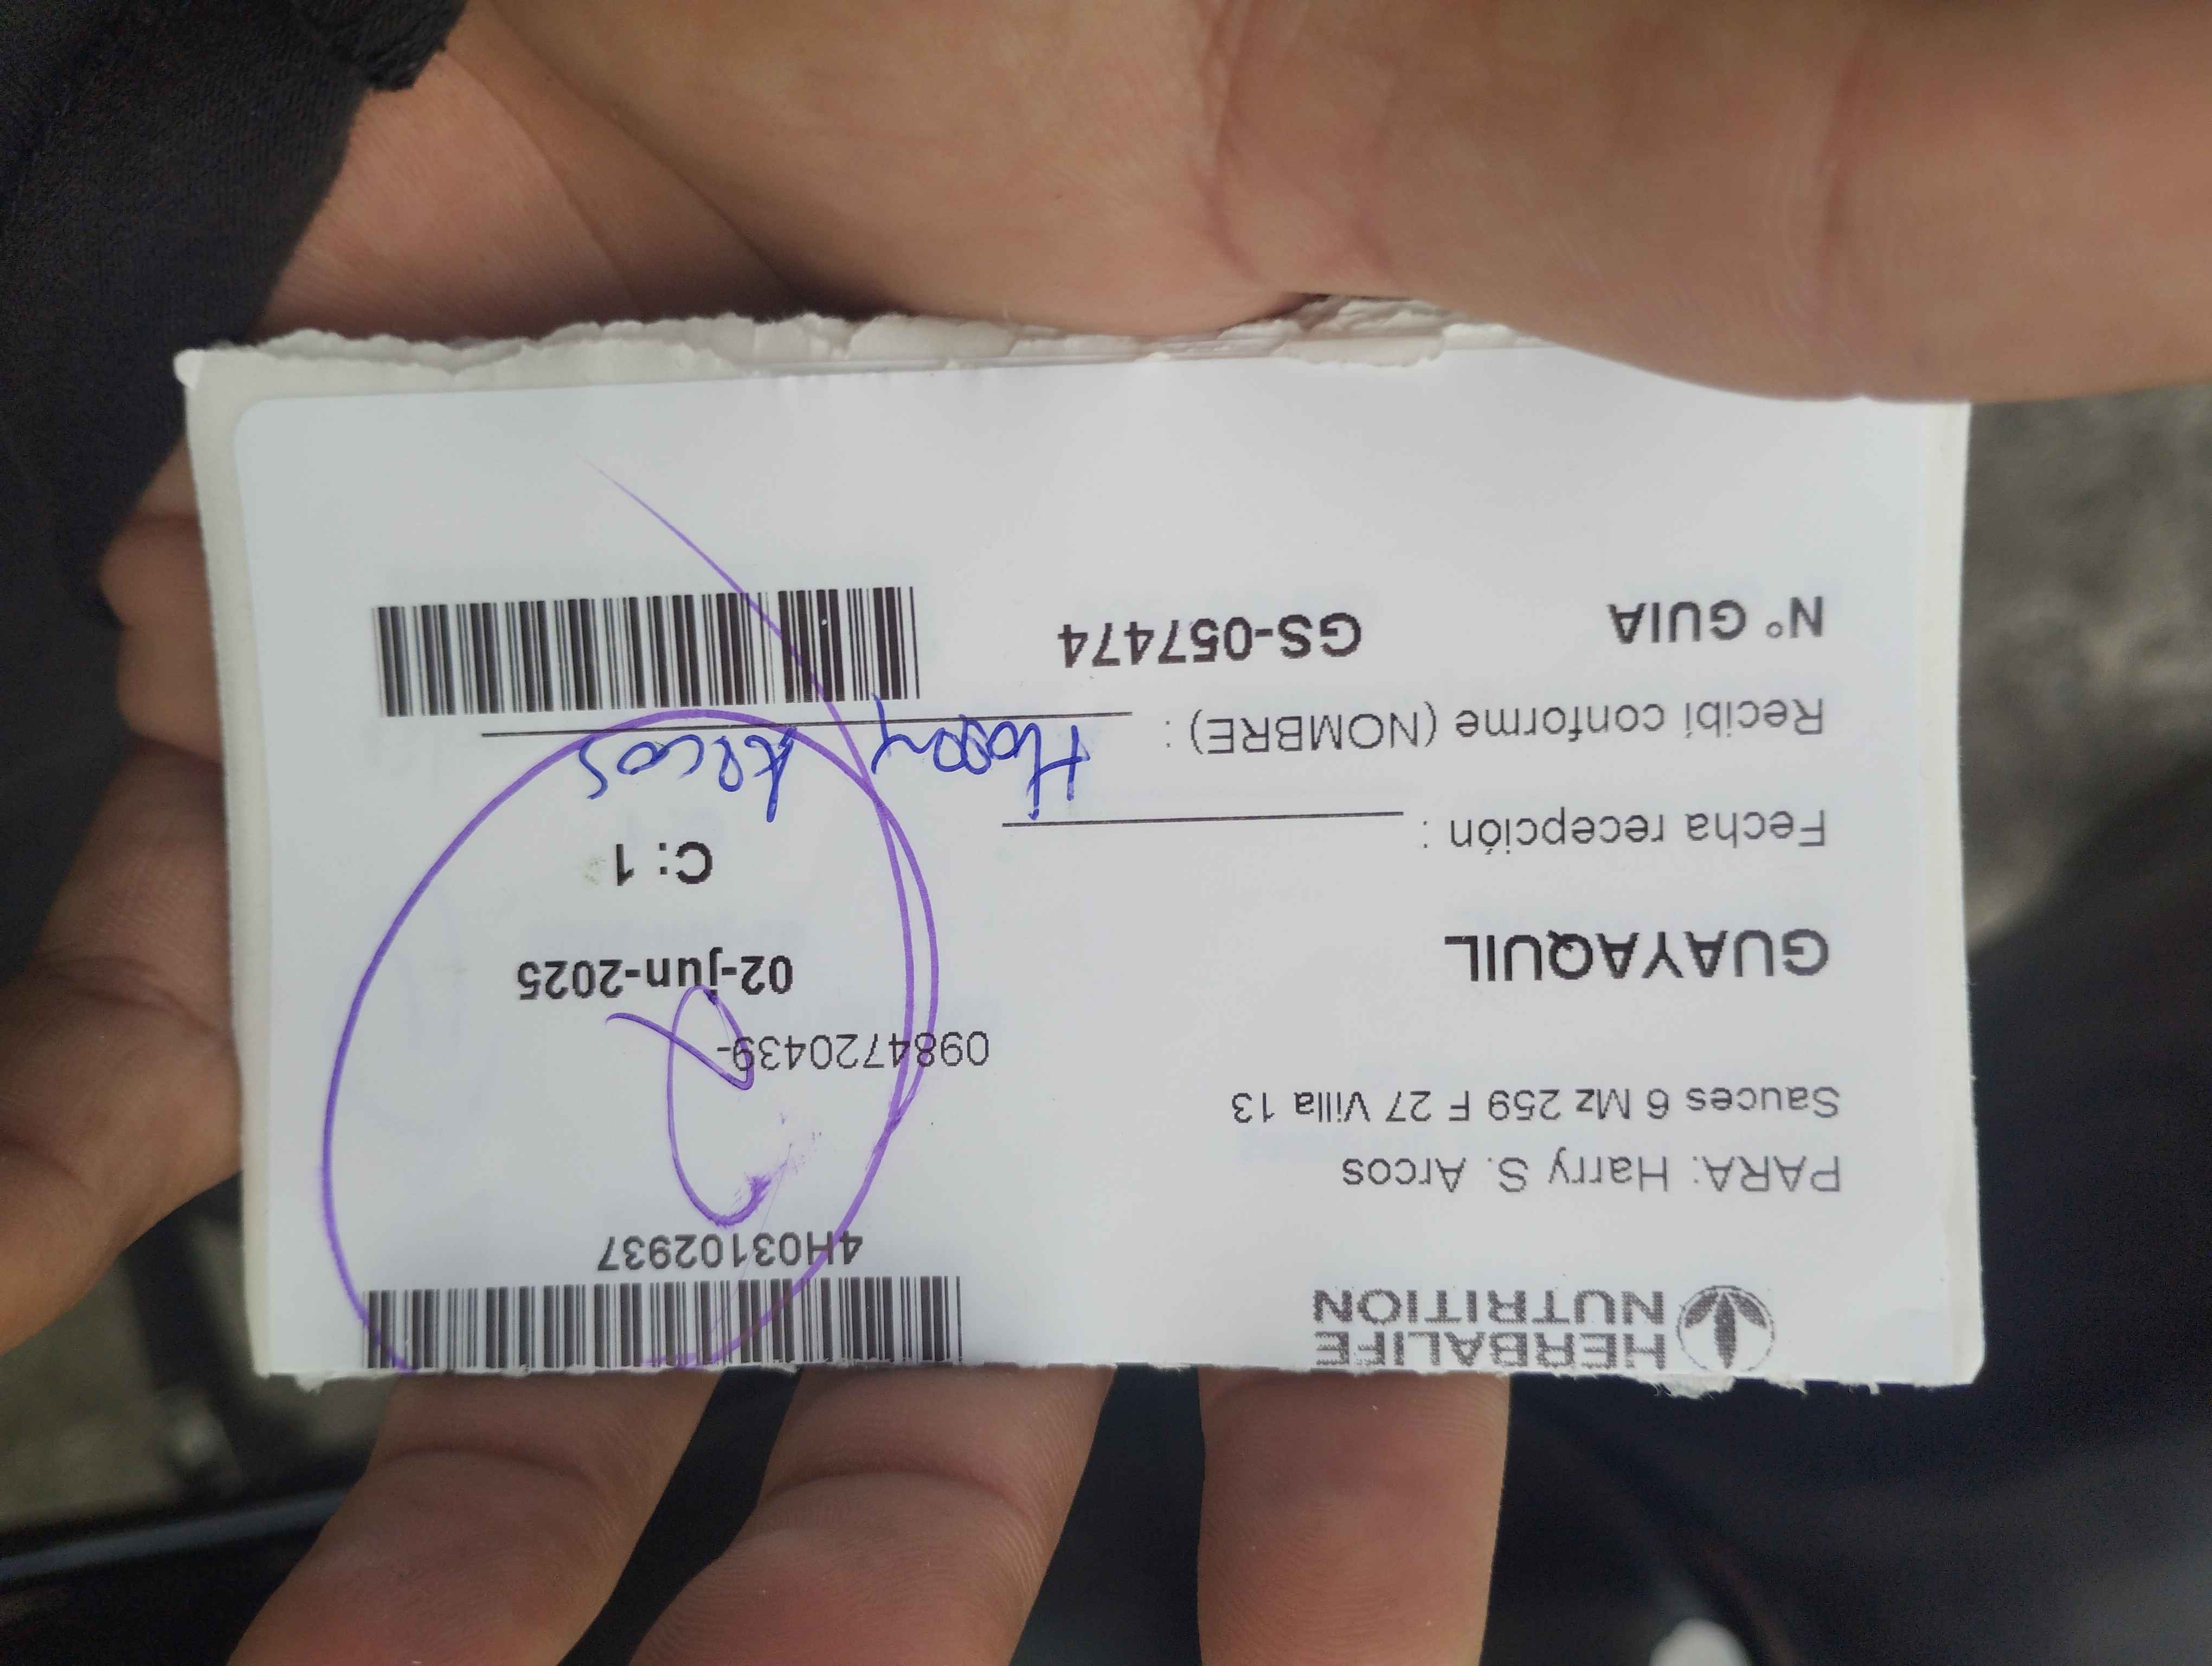 HERBALIFE
NUTRITION
4H03102937
PARA: Harry S. Arcos
Sauces 6 Mz 259 F 27 Villa 13
0984720439-
GUAYAQUIL
02-jun-2025
Fecha recepción :
C: 1
Recibí conforme (NOMBRE) : Harry Arcos
N° GUIA GS-057474